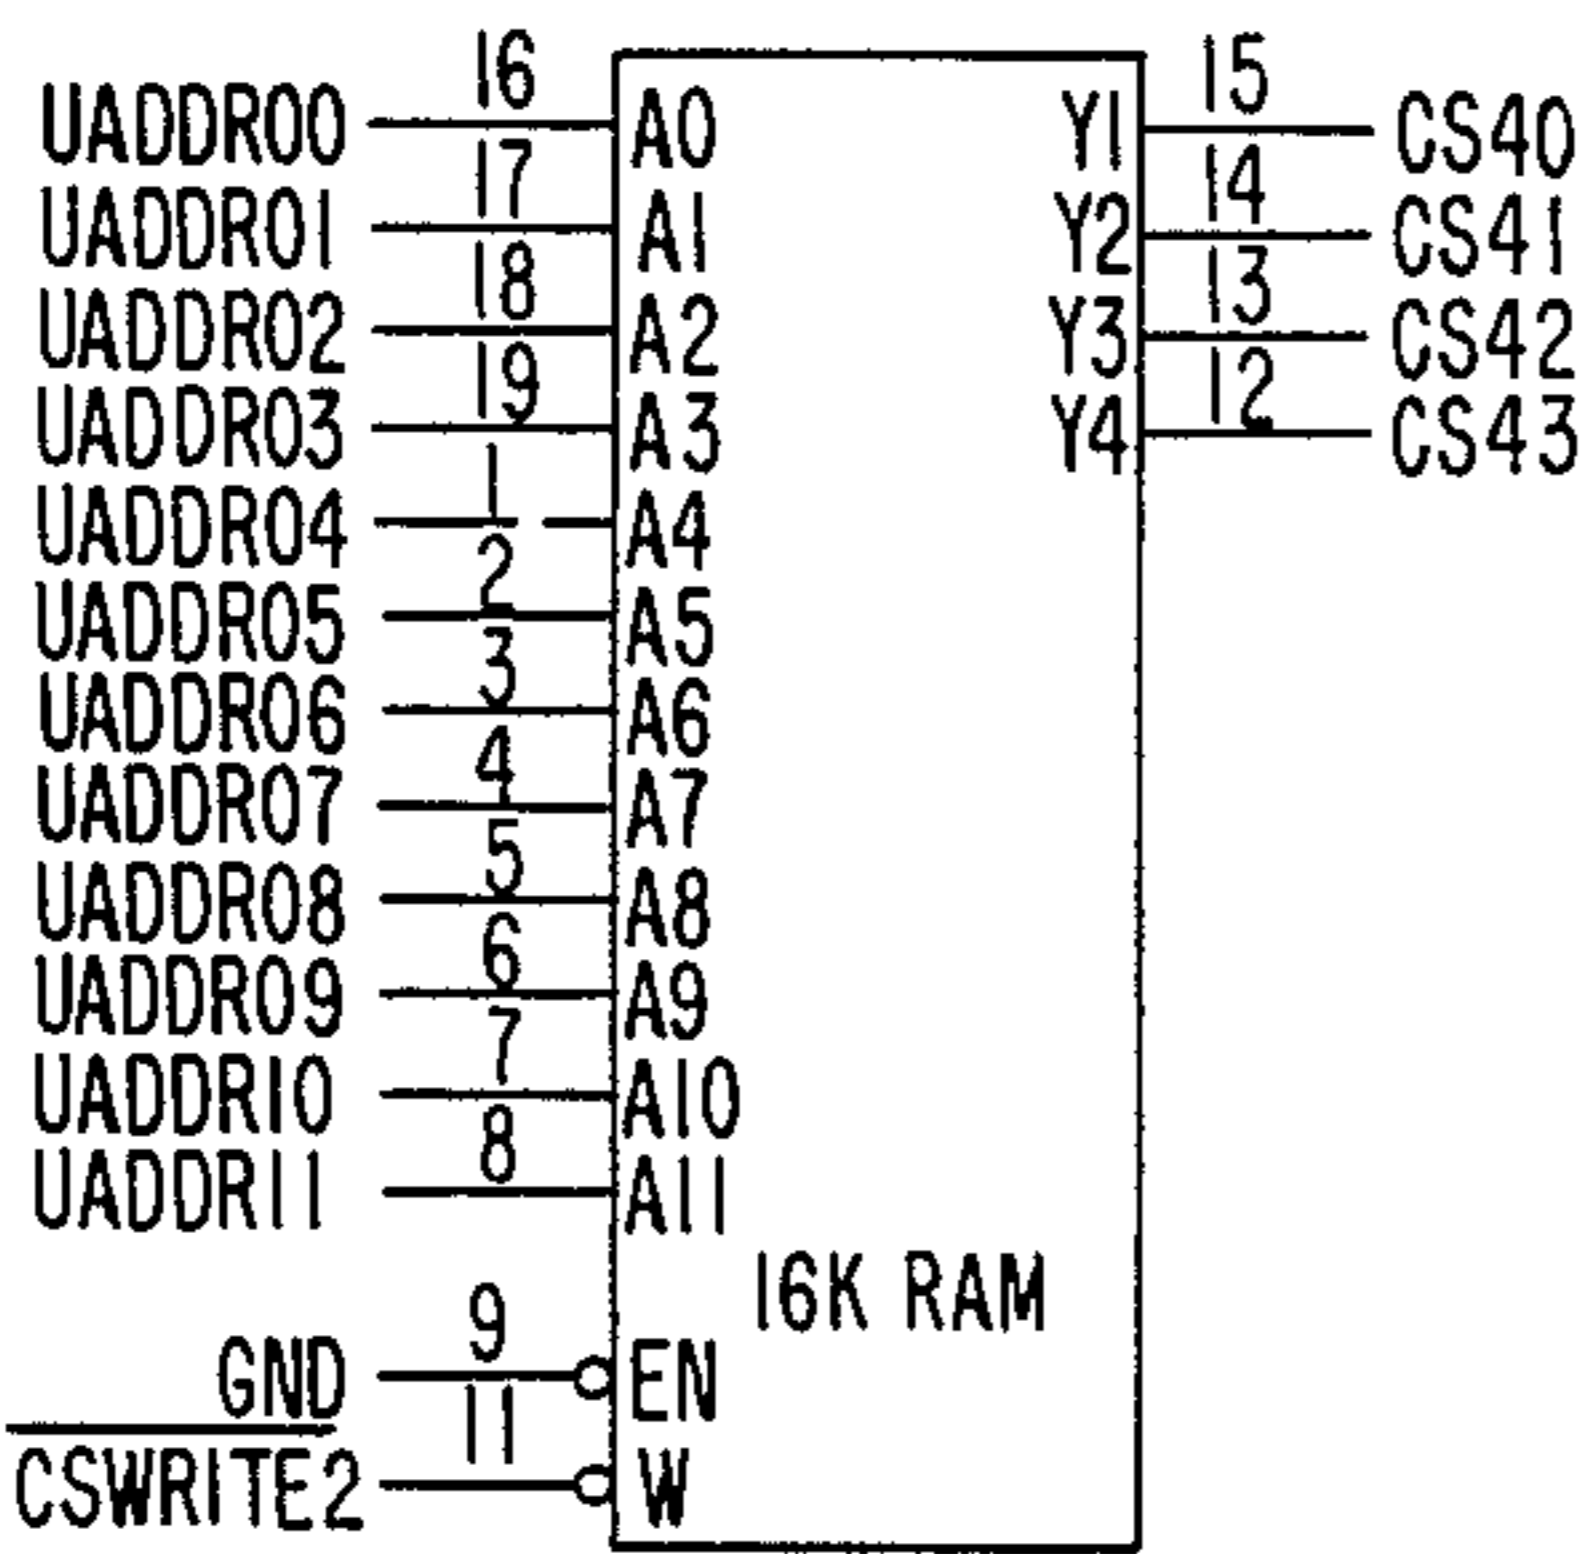 16 15
UADDR00 A0 Y1 CS40
17 14
UADDR01 A1 Y2 CS41
18 13
UADDR02 A2 Y3 CS42
19 12
UADDR03 A3 Y4 CS43
1
UADDR04 A4
2
UADDR05 A5
3
UADDR06 A6
4
UADDR07 A7
5
UADDR08 A8
6
UADDR09 A9
7
UADDR10 A10
8
UADDR11 A11
16K RAM
9
GND EN
11
CSWRITE2 W